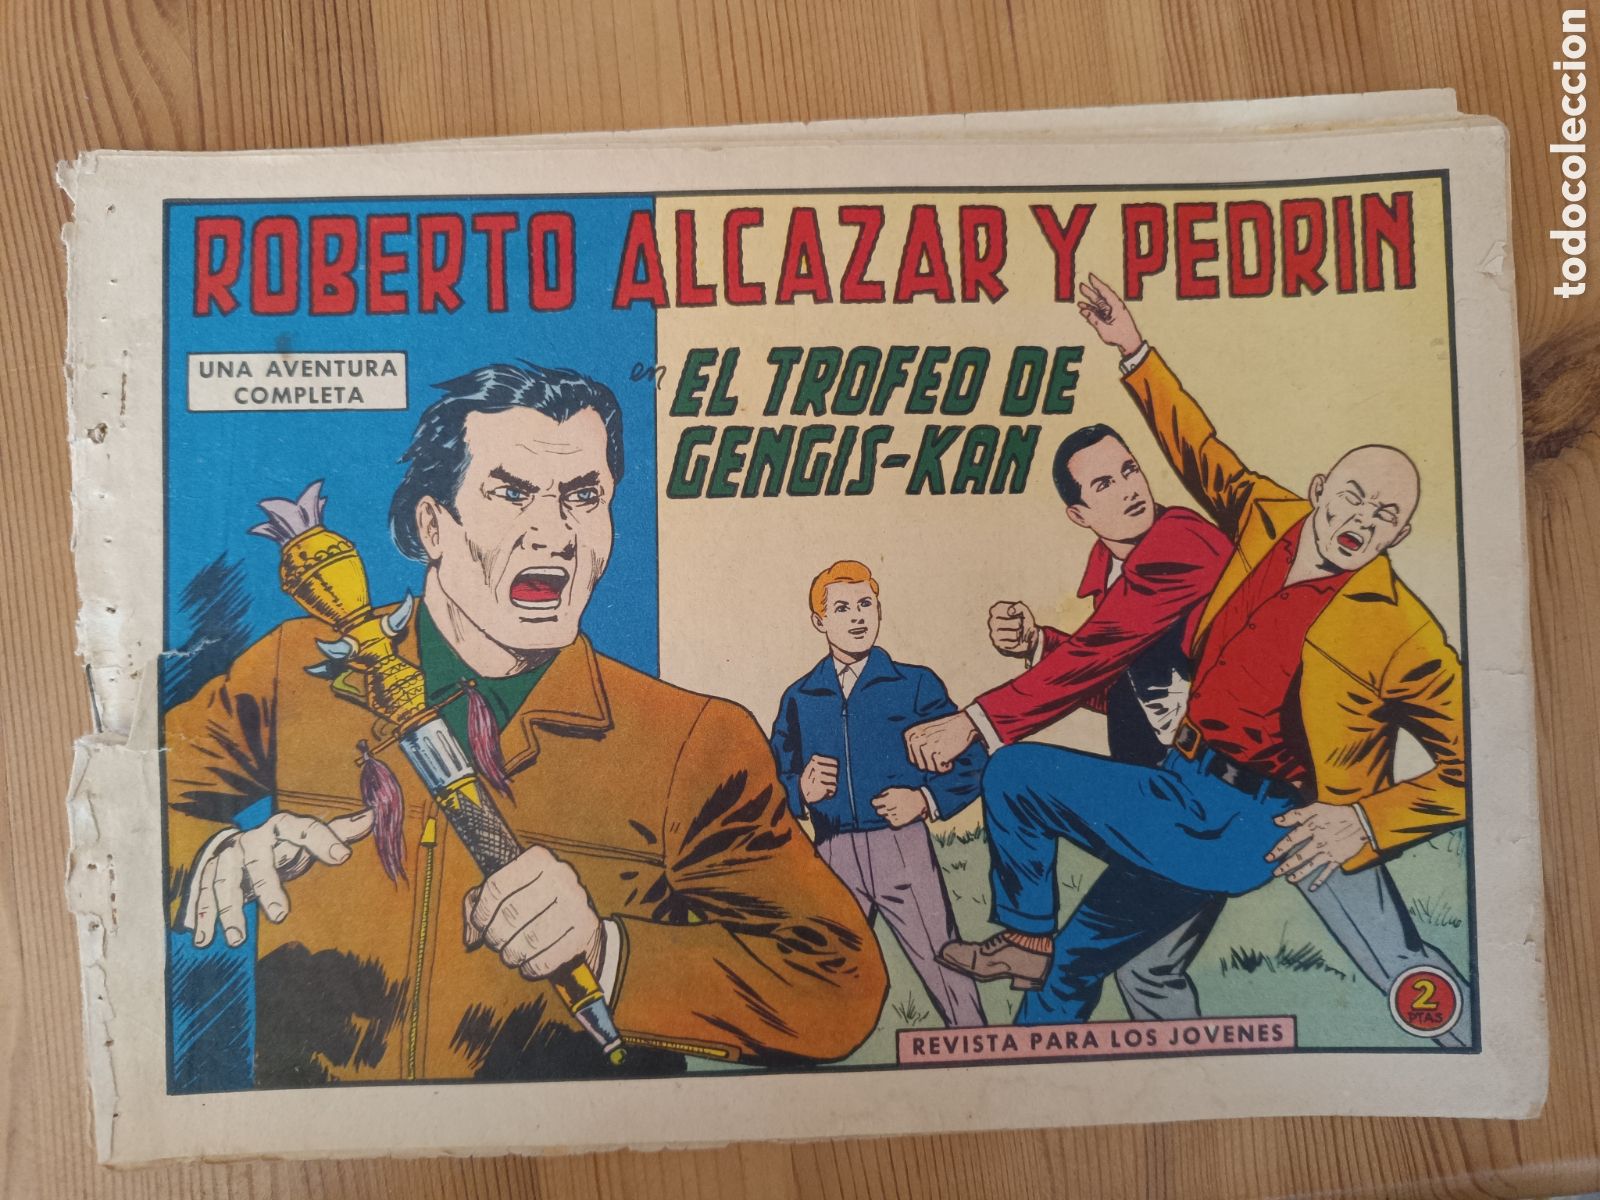 ROBERTO ALCAZAR Y PEDRIN
UNA AVENTURA
COMPLETA
en EL TROFEO DE
GENGIS-KAN
2
PTAS
REVISTA PARA LOS JOVENES
todocoleccion